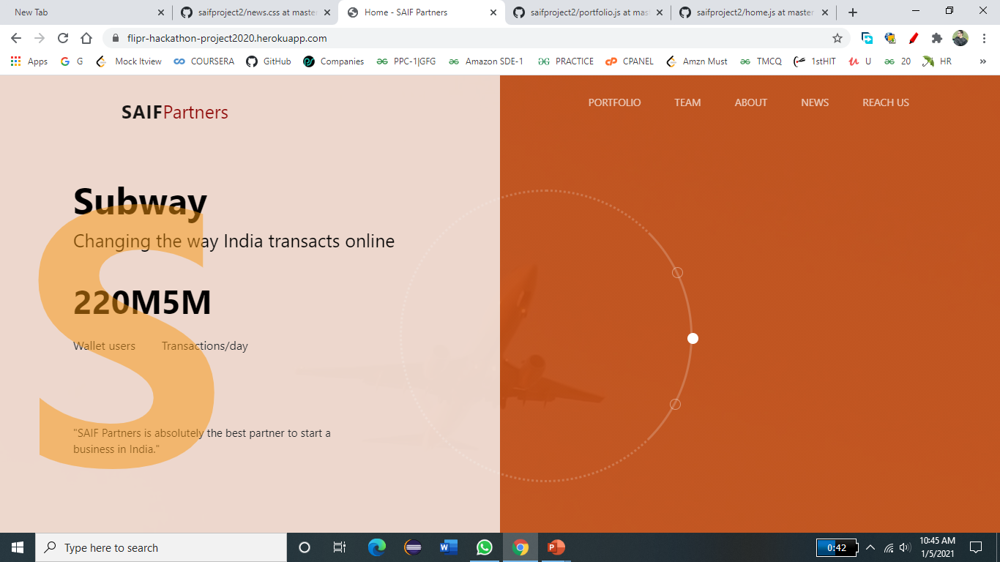 New Tab
saifproject2/news.css at master
Home - SAIF Partners
saifproject2/portfolio.js at mast
saifproject2/home.js at master
flipr-hackathon-project2020.herokuapp.com
Apps G Mock Itview COURSERA GitHub Companies PPC-1|GFG Amazon SDE-1 PRACTICE CPANEL Amzn Must TMCQ 1stHIT U 20 HR »
SAIFPartners
PORTFOLIO TEAM ABOUT NEWS REACH US
S
Subway
Changing the way India transacts online
220M5M
Wallet users Transactions/day
"SAIF Partners is absolutely the best partner to start a
business in India."
Type here to search
0:42
10:45 AM
1/5/2021